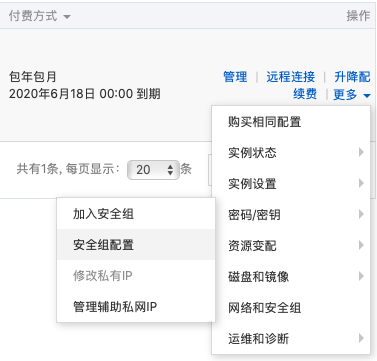 付费方式 操作
包年包月
2020年6月18日 00:00 到期
管理 | 远程连接 | 升降配
续费 | 更多
共有1条, 每页显示: 20 条
购买相同配置
实例状态
实例设置
密码/密钥
资源变配
磁盘和镜像
网络和安全组
运维和诊断
加入安全组
安全组配置
修改私有IP
管理辅助私网IP